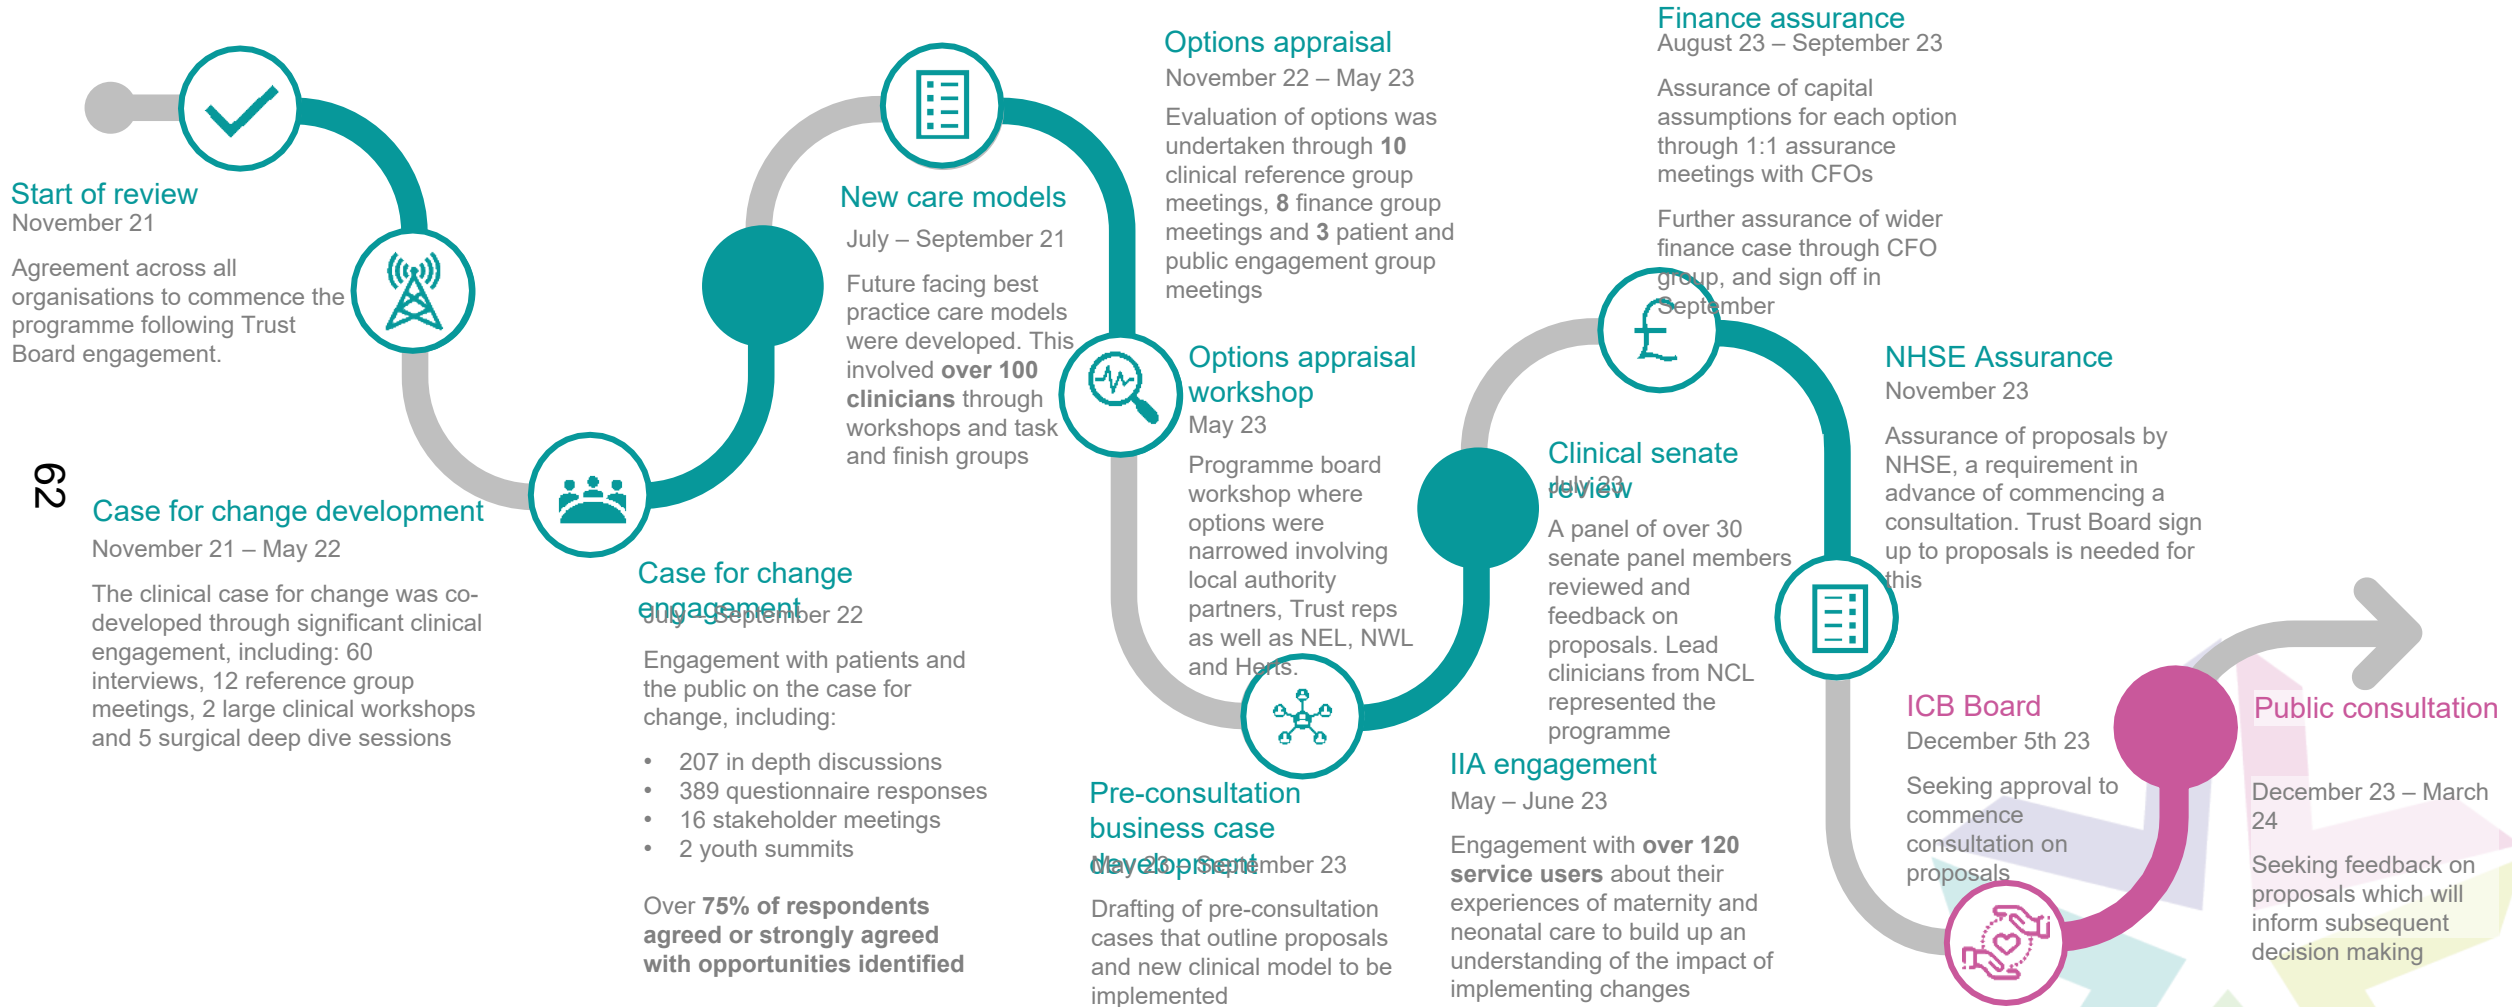 Start of review
November 21
Agreement across all
organisations to commence the
programme following Trust
Board engagement.
62
Case for change development
November 21 – May 22
The clinical case for change was co-
developed through significant clinical
engagement, including: 60
interviews, 12 reference group
meetings, 2 large clinical workshops
and 5 surgical deep dive sessions
Case for change
engagement
July – September 22
Engagement with patients and
the public on the case for
change, including:
• 207 in depth discussions
• 389 questionnaire responses
• 16 stakeholder meetings
• 2 youth summits
Over 75% of respondents
agreed or strongly agreed
with opportunities identified
New care models
July – September 21
Future facing best
practice care models
were developed. This
involved over 100
clinicians through
workshops and task
and finish groups
Options appraisal
November 22 – May 23
Evaluation of options was
undertaken through 10
clinical reference group
meetings, 8 finance group
meetings and 3 patient and
public engagement group
meetings
Options appraisal
workshop
May 23
Programme board
workshop where
options were
narrowed involving
local authority
partners, Trust reps
as well as NEL, NWL
and Herts.
Pre-consultation
business case
development
May 23 – September 23
Drafting of pre-consultation
cases that outline proposals
and new clinical model to be
implemented
IIA engagement
May – June 23
Engagement with over 120
service users about their
experiences of maternity and
neonatal care to build up an
understanding of the impact of
implementing changes
Clinical senate
review
July 23
A panel of over 30
senate panel members
reviewed and
feedback on
proposals. Lead
clinicians from NCL
represented the
programme
Finance assurance
August 23 – September 23
Assurance of capital
assumptions for each option
through 1:1 assurance
meetings with CFOs
Further assurance of wider
finance case through CFO
group, and sign off in
September
£
NHSE Assurance
November 23
Assurance of proposals by
NHSE, a requirement in
advance of commencing a
consultation. Trust Board sign
up to proposals is needed for
this
ICB Board
December 5th 23
Seeking approval to
commence
consultation on
proposals
Public consultation
December 23 – March
24
Seeking feedback on
proposals which will
inform subsequent
decision making